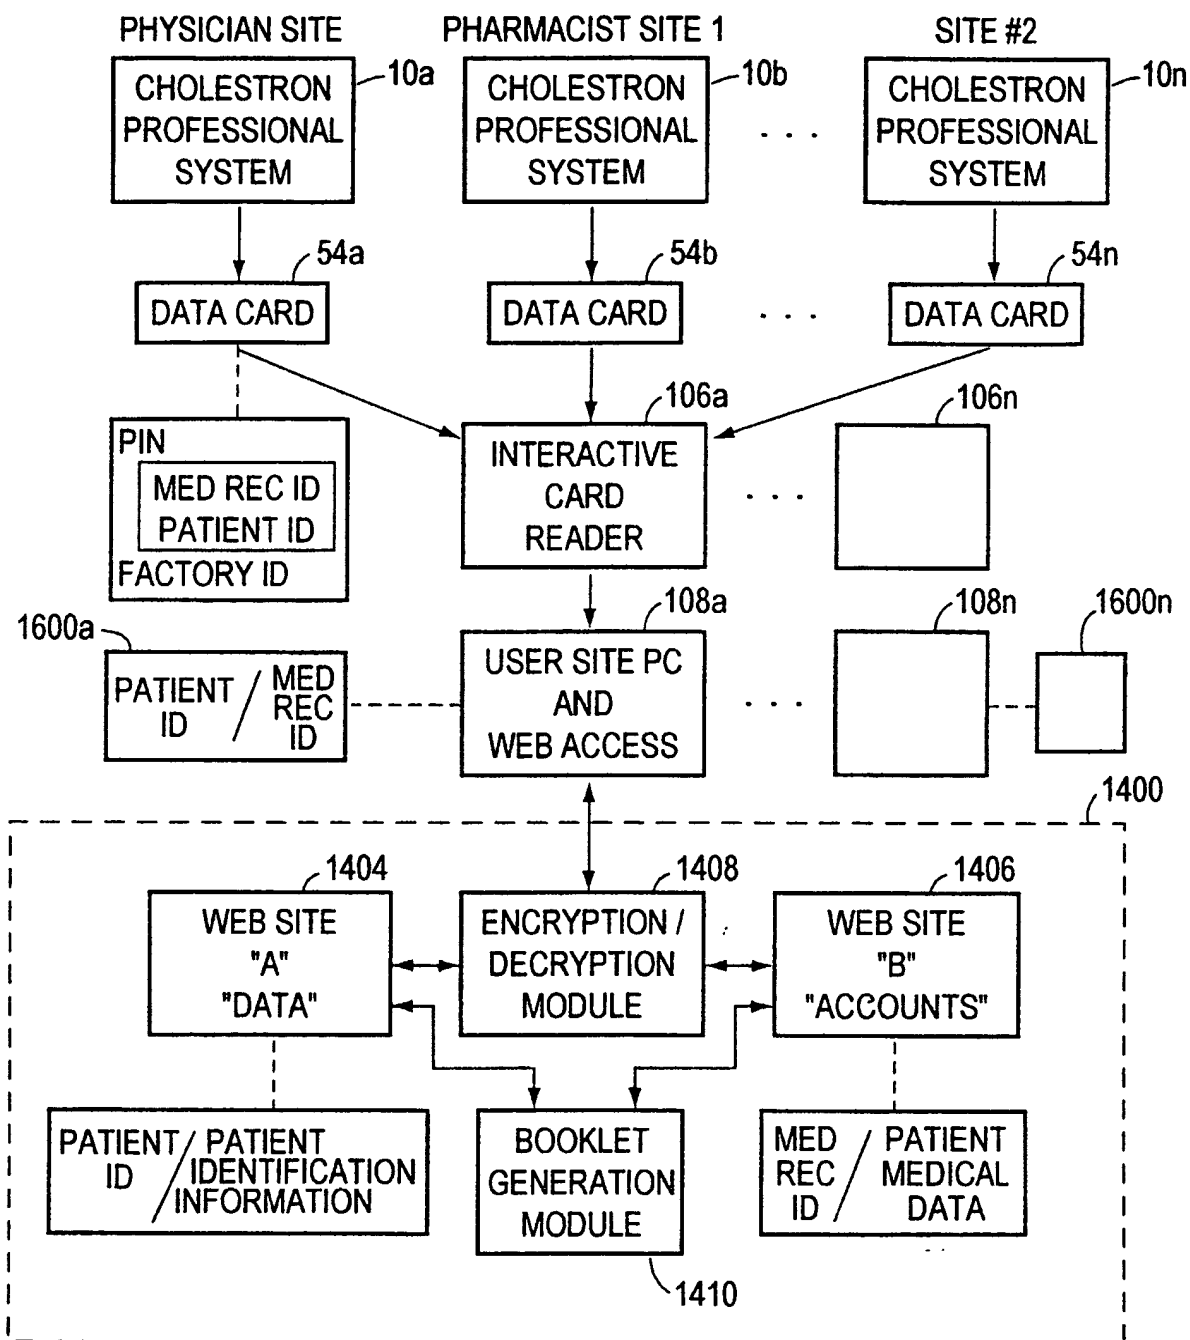 PHYSICIAN SITE
PHARMACIST SITE 1
SITE #2
CHOLESTRON
PROFESSIONAL
SYSTEM
10a
CHOLESTRON
PROFESSIONAL
SYSTEM
10b
. . .
CHOLESTRON
PROFESSIONAL
SYSTEM
10n
54a
DATA CARD
54b
DATA CARD
. . .
54n
DATA CARD
PIN
MED REC ID
PATIENT ID
FACTORY ID
106a
INTERACTIVE
CARD
READER
. . .
106n
1600a
PATIENT
ID
/
MED
REC
ID
108a
USER SITE PC
AND
WEB ACCESS
. . .
108n
1600n
1400
1404
WEB SITE
"A"
"DATA"
1408
ENCRYPTION /
DECRYPTION
MODULE
1406
WEB SITE
"B"
"ACCOUNTS"
PATIENT
ID
/
PATIENT
IDENTIFICATION
INFORMATION
BOOKLET
GENERATION
MODULE
1410
MED
REC
ID
/
PATIENT
MEDICAL
DATA